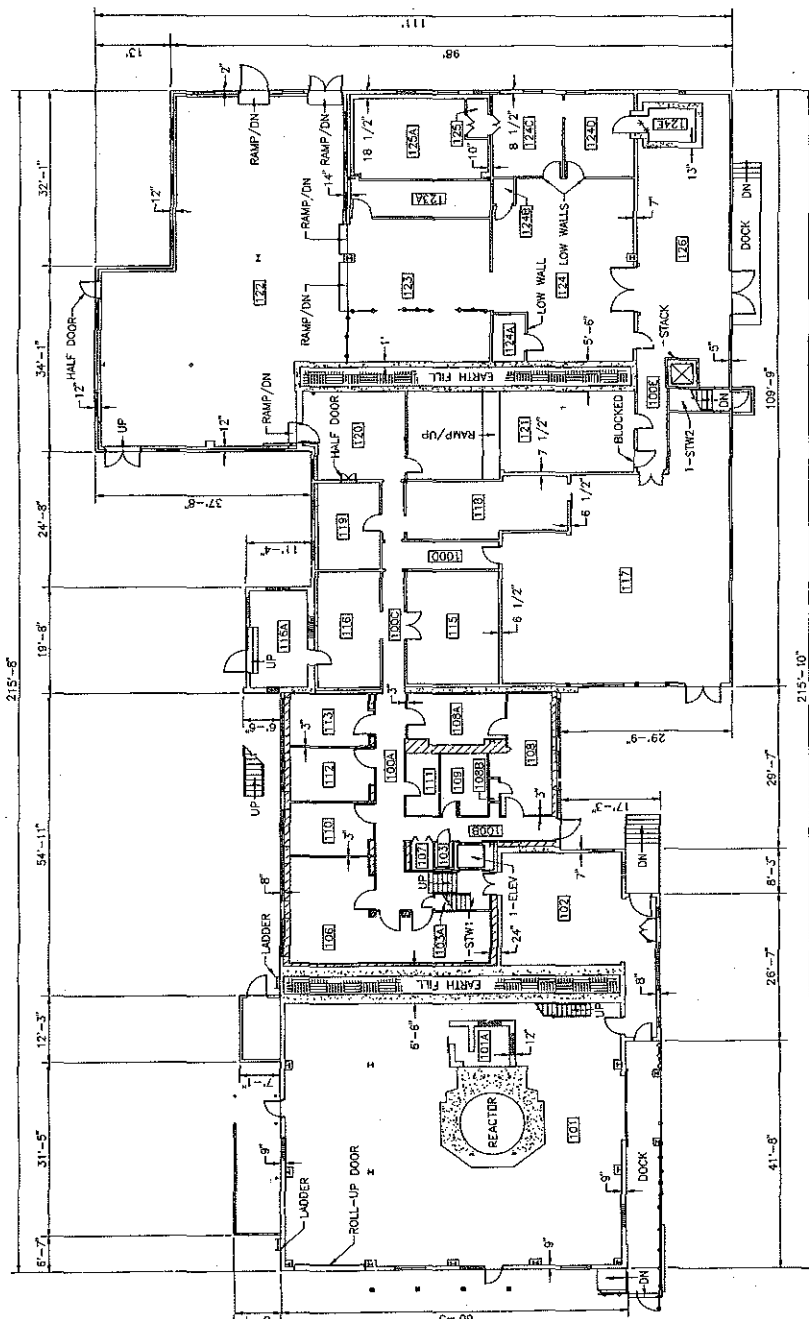 215'-8"
6'-7"
31'-5"
12'-3"
54'-11"
19'-8"
24'-8"
34'-1"
32'-1"
13'
98'
111'
LADDER
ROLL-UP DOOR
9"
7'-1"
LADDER
8"
UP
6'-6"
11'-4"
37'-8"
UP
12"
HALF DOOR
12"
12"
2"
RAMP/DN
RAMP/DN
RAMP/DN
RAMP/DN
RAMP/DN
14"
122
106
110
3"
112
3"
113
116A
UP
116
119
120
HALF DOOR
EARTH FILL
1'
123
123A
125A
18 1/2"
125
10"
8 1/2"
124C
124D
124E
13"
124B
LOW WALLS
LOW WALL
124
124A
7"
126
5'-6"
STACK
100E
1-STW2
DN
5"
DOCK
DN
BLOCKED
121
7 1/2"
RAMP/UP
118
6 1/2"
100D
117
100C
115
6 1/2"
3"
100A
108A
111
109
108B
108
3"
100B
107
103
UP
1-ELEV
103A
1-STW1
24"
102
7"
DN
8"
EARTH FILL
6'-6"
UP
101A
12"
REACTOR
101
9"
9"
DOCK
DN
29'-9"
17'-3"
41'-8"
26'-7"
8'-3"
29'-7"
109'-9"
215'-10"